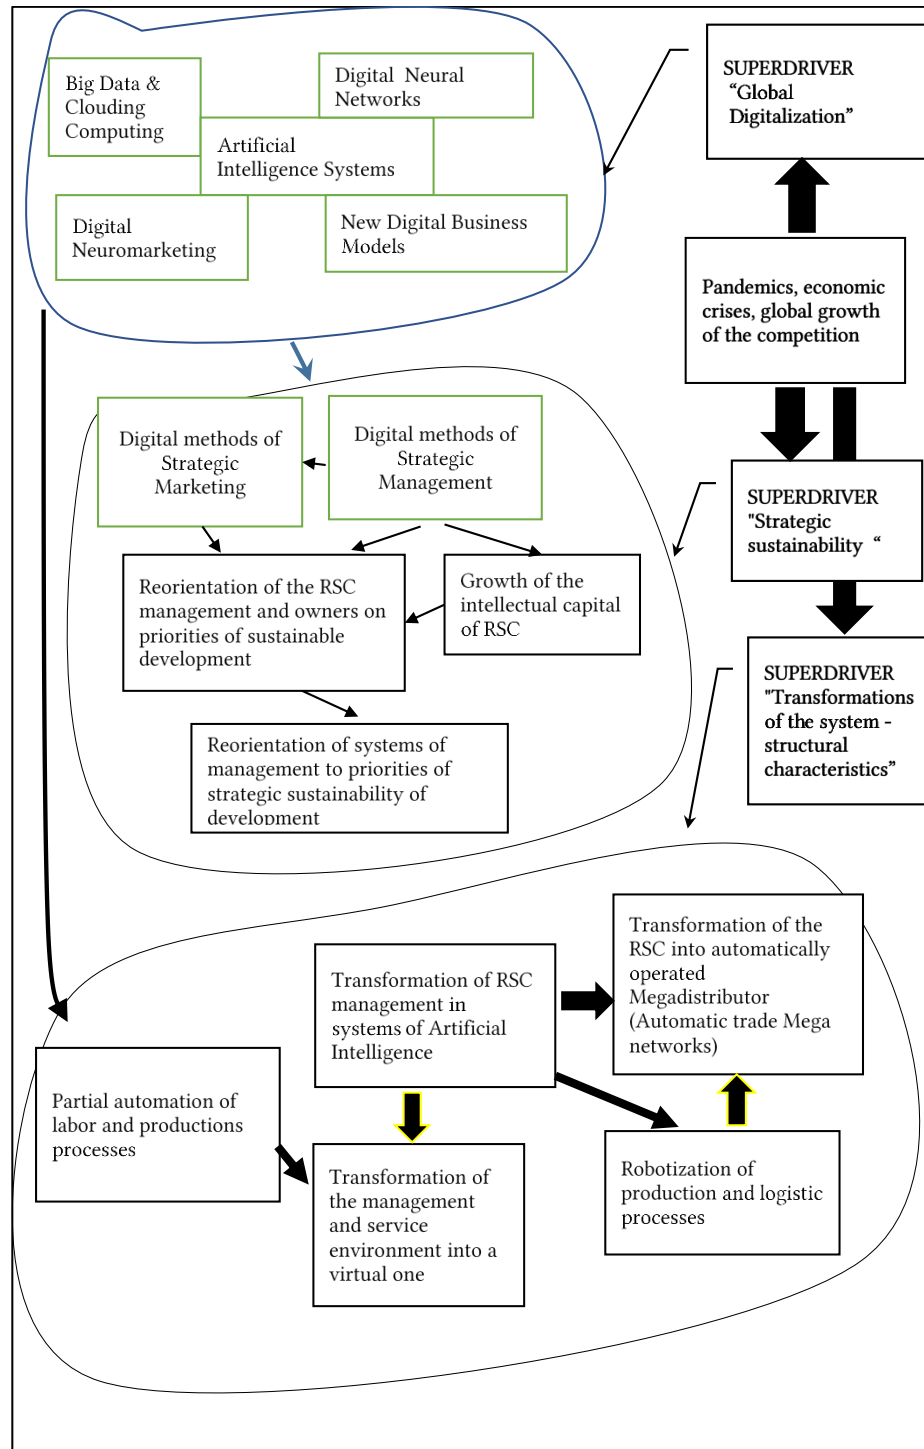 Big Data &
Clouding
Computing
Digital Neural
Networks
Artificial
Intelligence Systems
Digital
Neuromarketing
New Digital Business
Models
SUPERDRIVER
“Global
Digitalization”
Pandemics, economic
crises, global growth
of the competition
Digital methods of
Strategic
Marketing
Digital methods of
Strategic
Management
SUPERDRIVER
"Strategic
sustainability “
Reorientation of the RSC
management and owners on
priorities of sustainable
development
Growth of the
intellectual capital
of RSC
SUPERDRIVER
"Transformations
of the system -
structural
characteristics”
Reorientation of systems of
management to priorities of
strategic sustainability of
development
Transformation of the
RSC into automatically
operated
Megadistributor
(Automatic trade Mega
networks)
Transformation of RSC
management in
systems of Artificial
Intelligence
Partial automation of
labor and productions
processes
Transformation of
the management
and service
environment into a
virtual one
Robotization of
production and logistic
processes